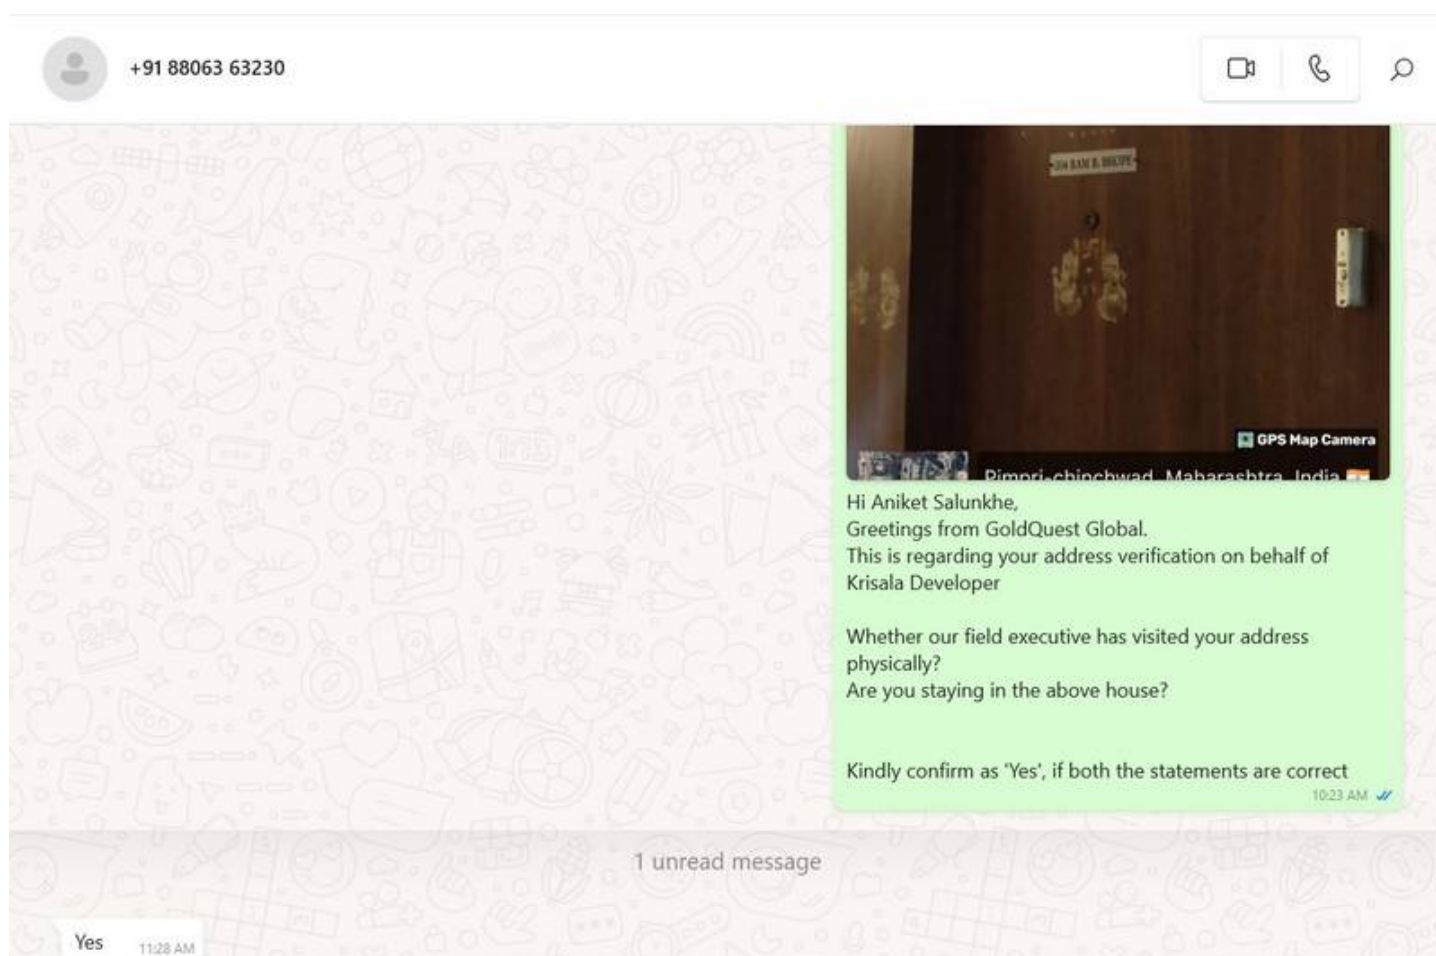 +91 88063 63230
GPS Map Camera
Pimpri-chinchwad, Maharashtra, India
Hi Aniket Salunkhe,
Greetings from GoldQuest Global.
This is regarding your address verification on behalf of
Krisala Developer
Whether our field executive has visited your address
physically?
Are you staying in the above house?
Kindly confirm as 'Yes', if both the statements are correct
10:23 AM
1 unread message
Yes
11:28 AM